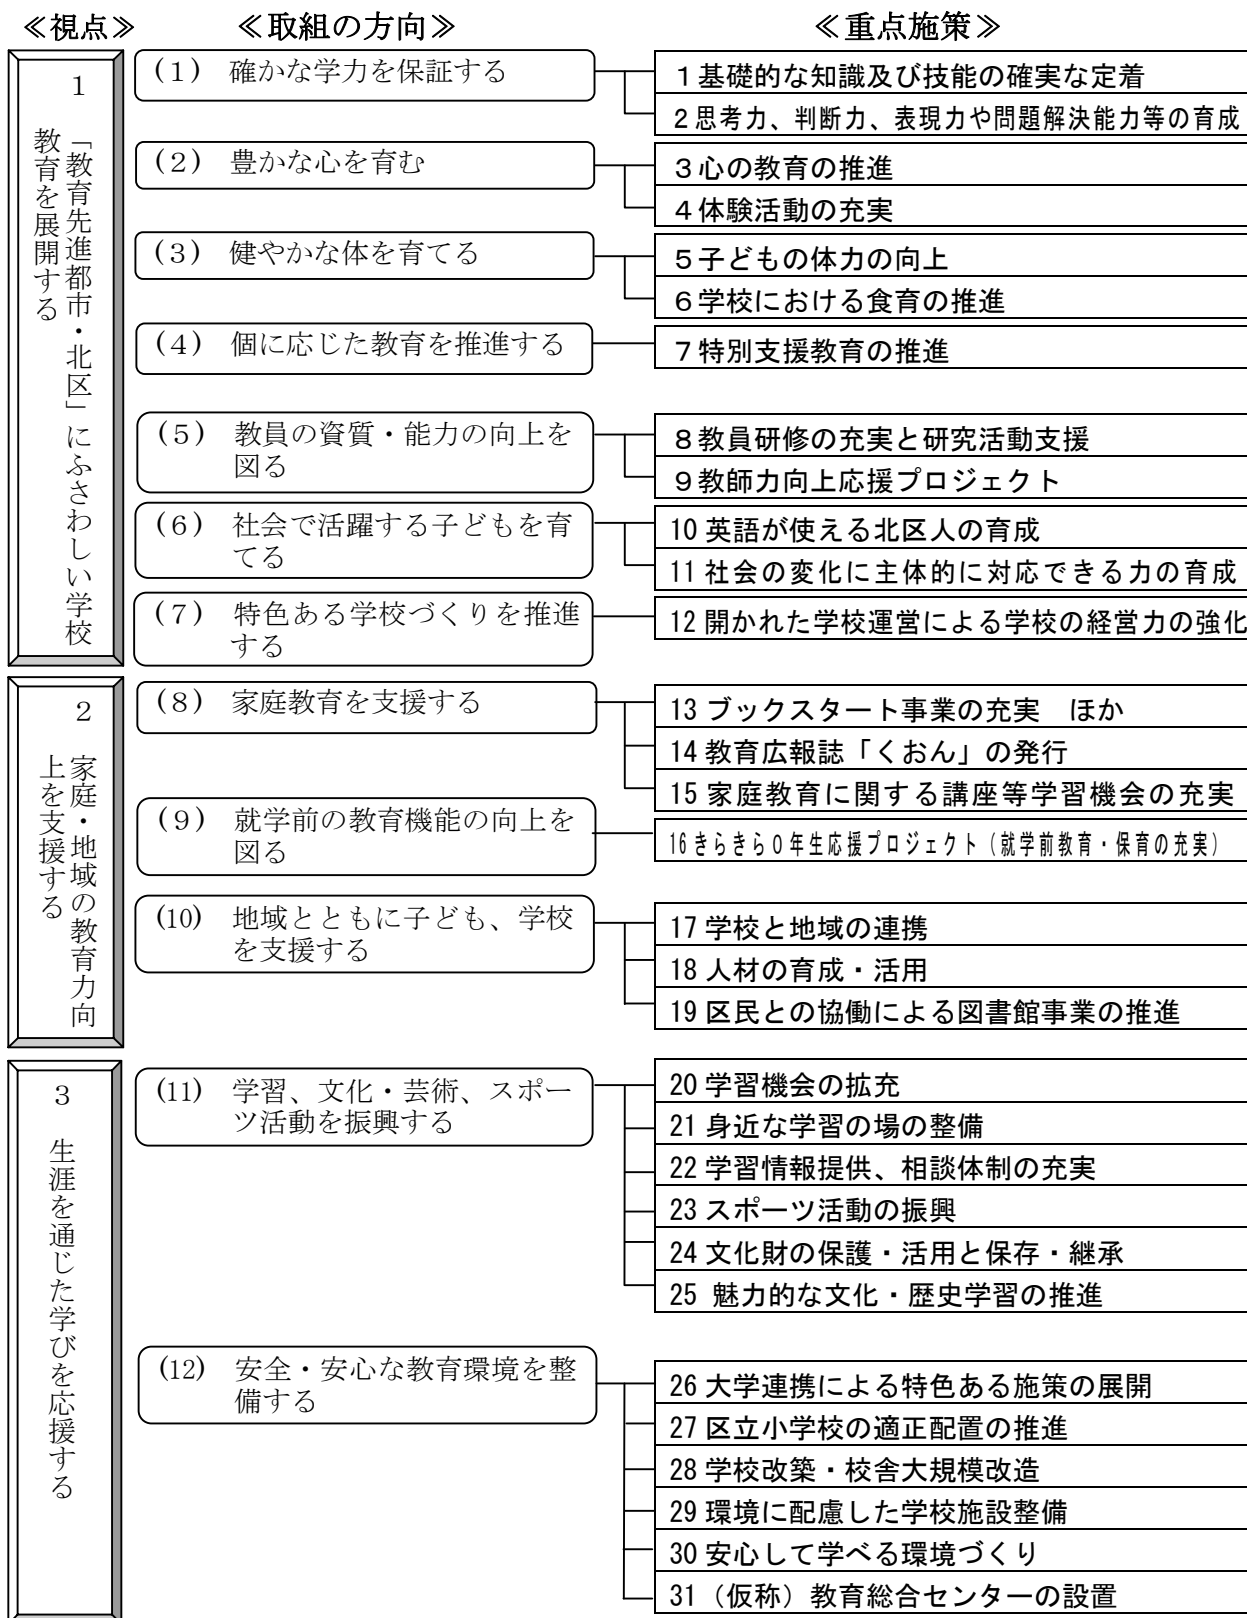 ≪視点≫
≪取組の方向≫
≪重点施策≫
1
「教育先進都市・北区」にふさわしい学校
教育を展開する
(1) 確かな学力を保証する
1基礎的な知識及び技能の確実な定着
2思考力、判断力、表現力や問題解決能力等の育成
(2) 豊かな心を育む
3心の教育の推進
4体験活動の充実
(3) 健やかな体を育てる
5子どもの体力の向上
6学校における食育の推進
(4) 個に応じた教育を推進する
7特別支援教育の推進
(5) 教員の資質・能力の向上を
図る
8教員研修の充実と研究活動支援
9教師力向上応援プロジェクト
(6) 社会で活躍する子どもを育
てる
10 英語が使える北区人の育成
11 社会の変化に主体的に対応できる力の育成
(7) 特色ある学校づくりを推進
する
12 開かれた学校運営による学校の経営力の強化
2
家庭・地域の教育力向
上を支援する
(8) 家庭教育を支援する
13 ブックスタート事業の充実 ほか
14 教育広報誌「くおん」の発行
15 家庭教育に関する講座等学習機会の充実
(9) 就学前の教育機能の向上を
図る
16 きらきら0年生応援プロジェクト(就学前教育・保育の充実)
(10) 地域とともに子ども、学校
を支援する
17 学校と地域の連携
18 人材の育成・活用
19 区民との協働による図書館事業の推進
3
生涯を通じた学びを応援する
(11) 学習、文化・芸術、スポー
ツ活動を振興する
20 学習機会の拡充
21 身近な学習の場の整備
22 学習情報提供、相談体制の充実
23 スポーツ活動の振興
24 文化財の保護・活用と保存・継承
25 魅力的な文化・歴史学習の推進
(12) 安全・安心な教育環境を整
備する
26 大学連携による特色ある施策の展開
27 区立小学校の適正配置の推進
28 学校改築・校舎大規模改造
29 環境に配慮した学校施設整備
30 安心して学べる環境づくり
31 (仮称)教育総合センターの設置